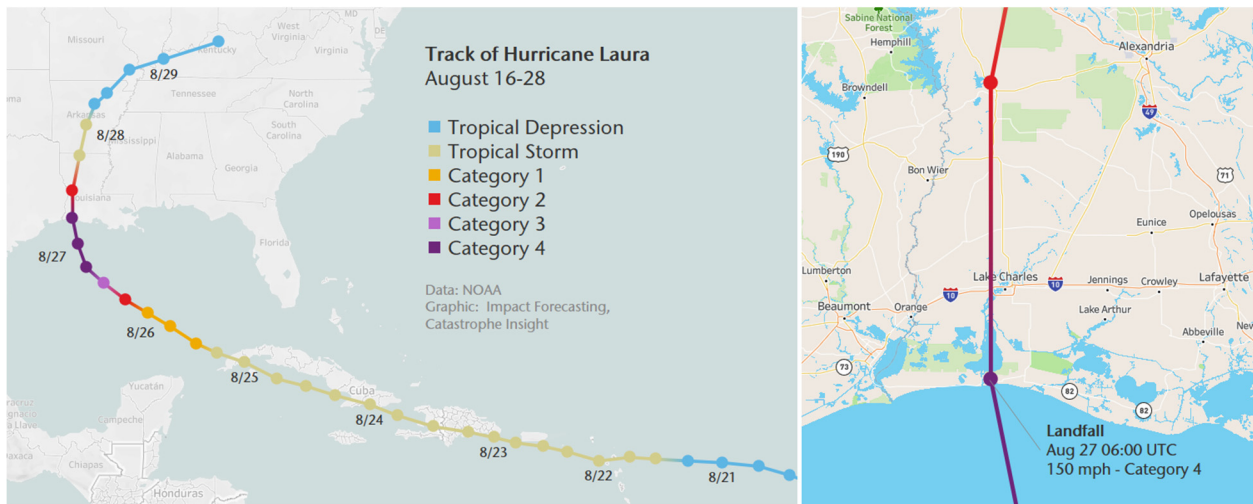 Track of Hurricane Laura
August 16-28
Tropical Depression
Tropical Storm
Category 1
Category 2
Category 3
Category 4
Data: NOAA
Graphic: Impact Forecasting,
Catastrophe Insight
Missouri
West
Virginia
Virginia
MD
DE
Kentucky
8/29
Tennessee
North
Carolina
Arkansas
8/28
Mississippi
South
Carolina
Alabama
Georgia
Louisiana
8/27
Florida
8/26
8/25
Cuba
8/24
8/23
8/22
8/21
Yucatán
Campeche
Chiapas
Honduras
Sabine National
Forest
Hemphill
Alexandria
Browndell
49
190
Bon Wier
71
Eunice
Opelousas
Lumberton
Lake Charles
10
10
Jennings
Crowley
Lafayette
Beaumont
Orange
Lake Arthur
Abbeville
73
82
82
Landfall
Aug 27 06:00 UTC
150 mph - Category 4